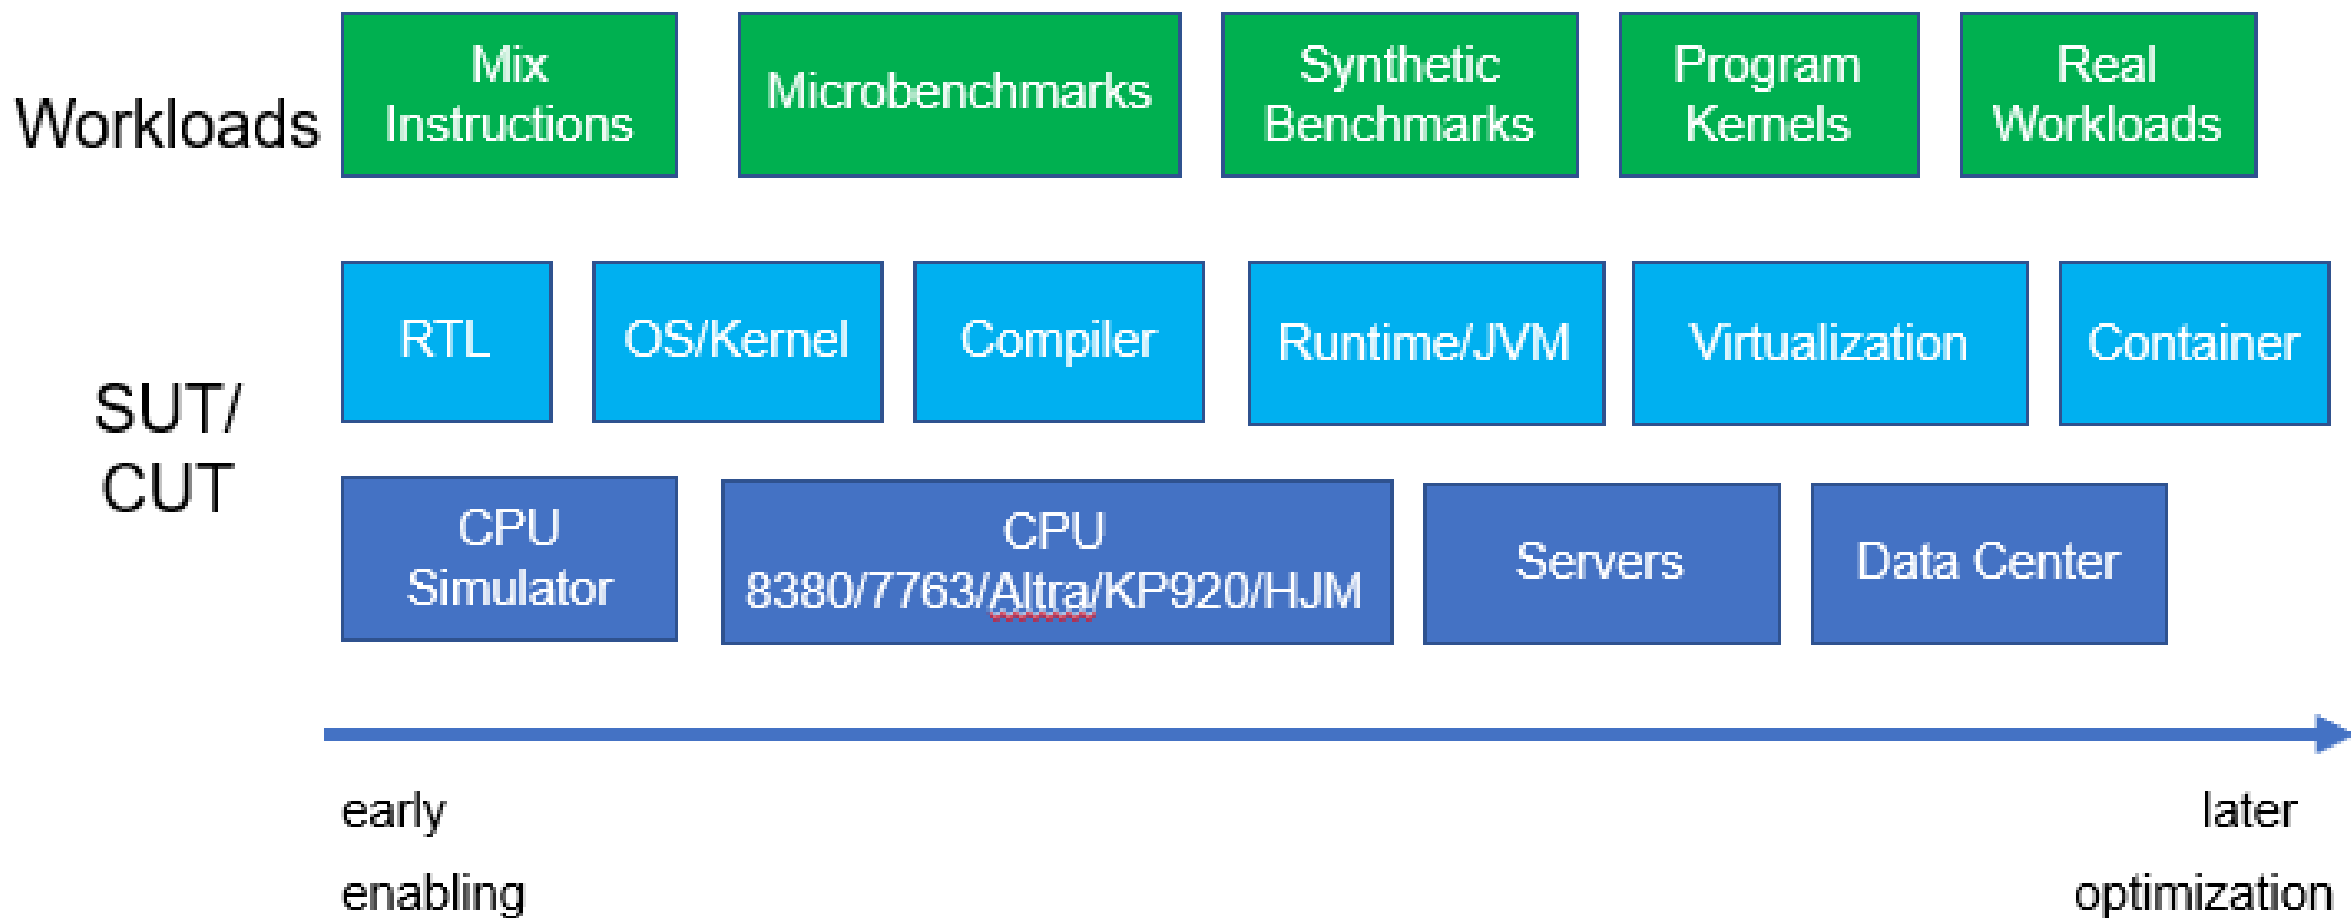 Workloads
Mix
Instructions
Microbenchmarks
Synthetic
Benchmarks
Program
Kernels
Real
Workloads
SUT/
CUT
RTL
OS/Kernel
Compiler
Runtime/JVM
Virtualization
Container
CPU
Simulator
CPU
8380/7763/Altra/KP920/HJM
Servers
Data Center
early
later
enabling
optimization